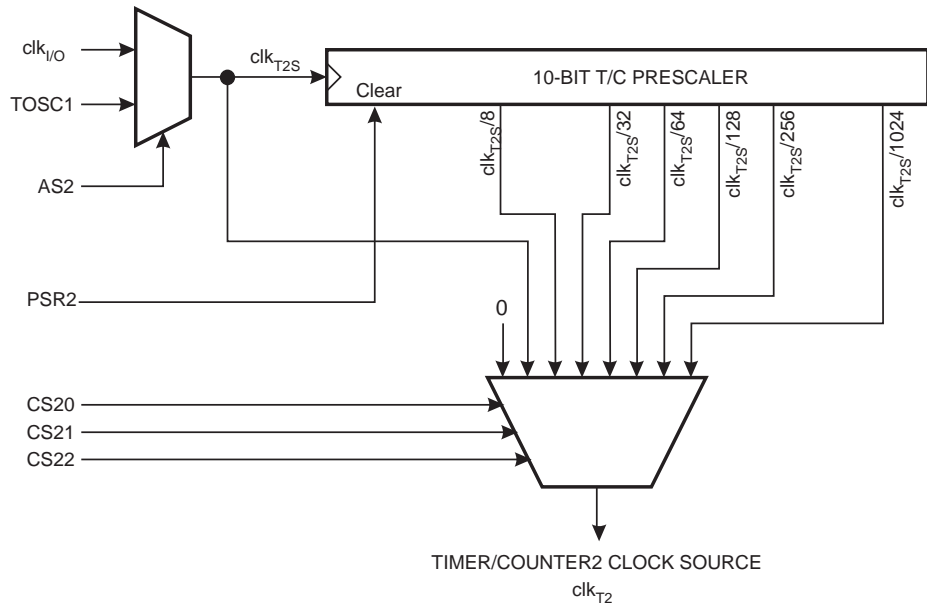 clkI/O
TOSC1
AS2
PSR2
clkT2S
10-BIT T/C PRESCALER
Clear
clkT2S/8
clkT2S/32
clkT2S/64
clkT2S/128
clkT2S/256
clkT2S/1024
0
CS20
CS21
CS22
TIMER/COUNTER2 CLOCK SOURCE
clkT2